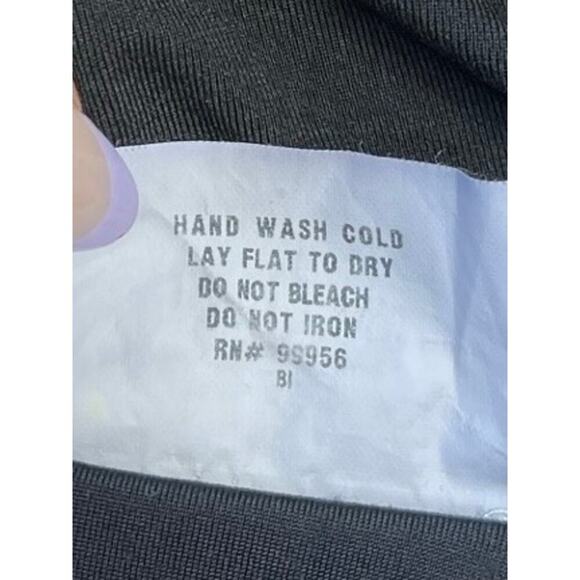 HAND WASH COLD
LAY FLAT TO DRY
DO NOT BLEACH
DO NOT IRON
RN# 99956
BI